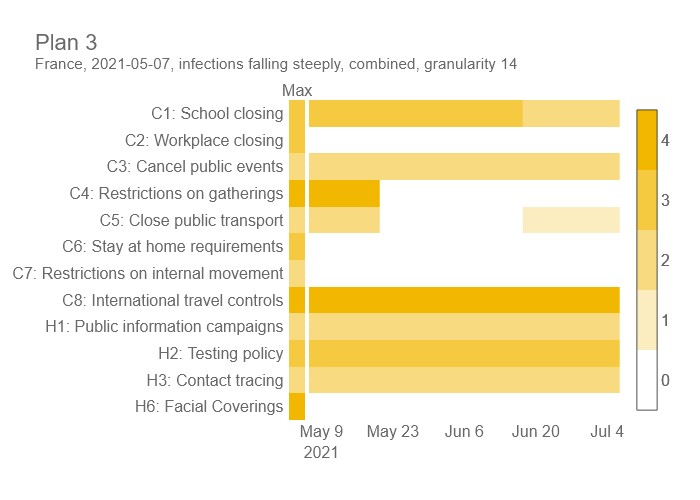 Plan 3
France, 2021-05-07, infections falling steeply, combined, granularity 14
Max
C1: School closing
C2: Workplace closing
C3: Cancel public events
C4: Restrictions on gatherings
C5: Close public transport
C6: Stay at home requirements
C7: Restrictions on internal movement
C8: International travel controls
H1: Public information campaigns
H2: Testing policy
H3: Contact tracing
H6: Facial Coverings
4
3
2
1
0
May 9 May 23 Jun 6 Jun 20 Jul 4
2021